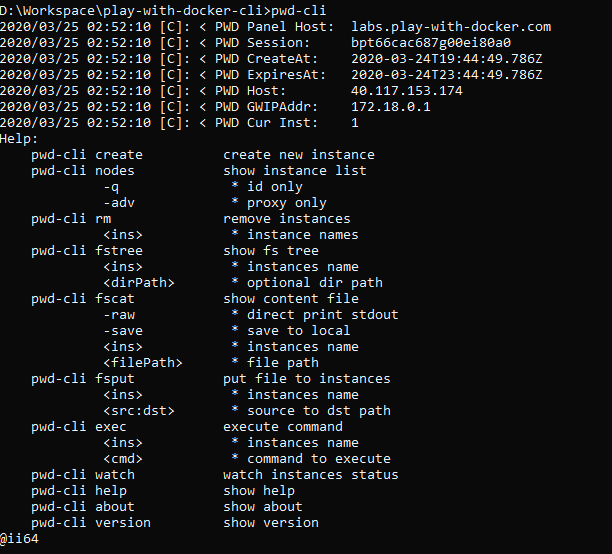 D:\Workspace\play-with-docker-cli>pwd-cli
2020/03/25 02:52:10 [C]: < PWD Panel Host:  labs.play-with-docker.com
2020/03/25 02:52:10 [C]: < PWD Session:     bpt66cac687g00ei80a0
2020/03/25 02:52:10 [C]: < PWD CreateAt:    2020-03-24T19:44:49.786Z
2020/03/25 02:52:10 [C]: < PWD ExpiresAt:   2020-03-24T23:44:49.786Z
2020/03/25 02:52:10 [C]: < PWD Host:        40.117.153.174
2020/03/25 02:52:10 [C]: < PWD GWIPAddr:    172.18.0.1
2020/03/25 02:52:10 [C]: < PWD Cur Inst:    1
Help:
    pwd-cli create          create new instance
    pwd-cli nodes           show instance list
             -q              * id only
             -adv            * proxy only
    pwd-cli rm              remove instances
             <ins>           * instance names
    pwd-cli fstree          show fs tree
             <ins>           * instances name
             <dirPath>       * optional dir path
    pwd-cli fscat           show content file
             -raw            * direct print stdout
             -save           * save to local
             <ins>           * instances name
             <filePath>      * file path
    pwd-cli fsput           put file to instances
             <ins>           * instances name
             <src:dst>       * source to dst path
    pwd-cli exec            execute command
             <ins>           * instances name
             <cmd>           * command to execute
    pwd-cli watch           watch instances status
    pwd-cli help            show help
    pwd-cli about           show about
    pwd-cli version         show version
@ii64